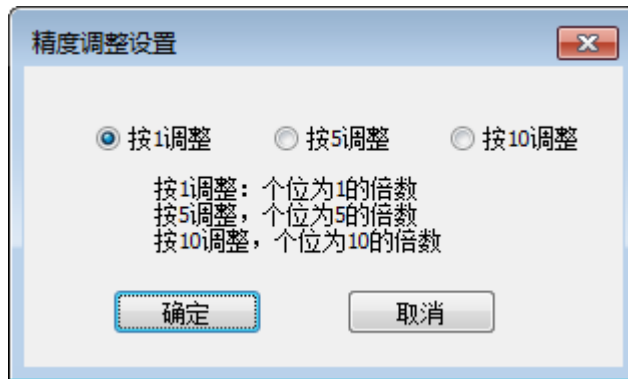 精度调整设置
按1调整 按5调整 按10调整
按1调整：个位为1的倍数
按5调整，个位为5的倍数
按10调整，个位为10的倍数
确定 取消